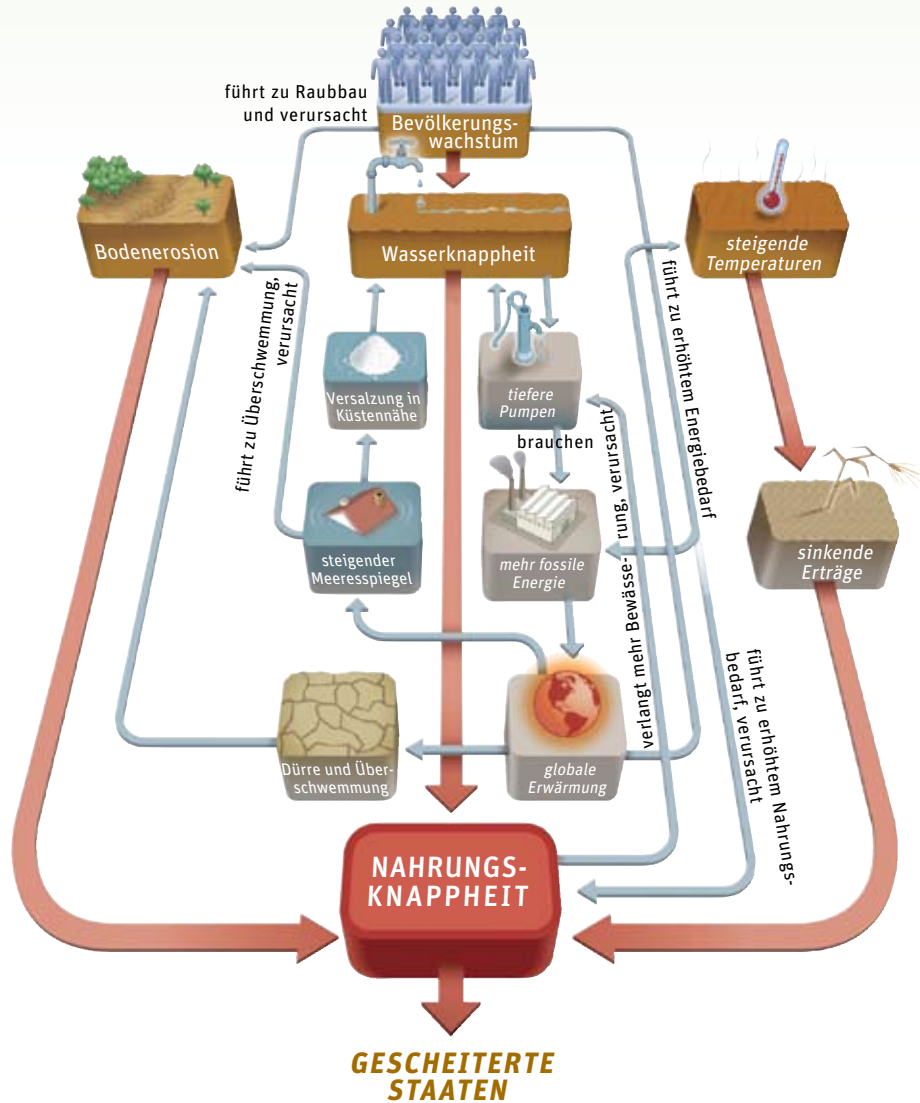 führt zu Raubbau
und verursacht
Bevölkerungs-
wachstum
Bodenerosion
Wasserknappheit
steigende
Temperaturen
führt zu Überschwemmung,
verursacht
Versalzung in
Küstennähe
tiefere
Pumpen
brauchen
führt zu erhöhtem Energiebedarf
steigender
Meeresspiegel
mehr fossile
Energie
verlangt mehr Bewässe- rung, verursacht
sinkende
Erträge
Dürre und Über-
schwemmung
globale
Erwärmung
führt zu erhöhtem Nahrungs-
bedarf, verursacht
NAHRUNGS-
KNAPPHEIT
GESCHEITERTE
STAATEN